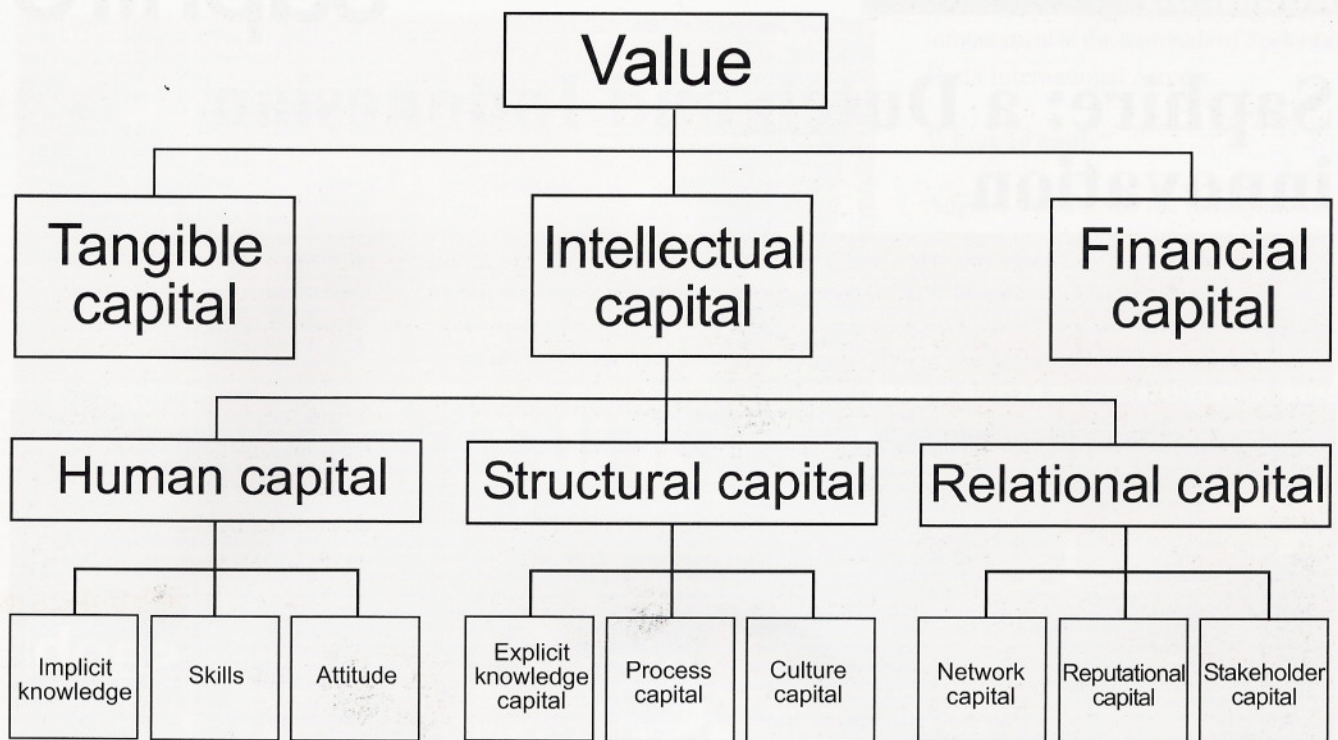 Value
Tangible
capital
Intellectual
capital
Financial
capital
Human capital
Structural capital
Relational capital
Implicit
knowledge
Skills
Attitude
Explicit
knowledge
capital
Process
capital
Culture
capital
Network
capital
Reputational
capital
Stakeholder
capital